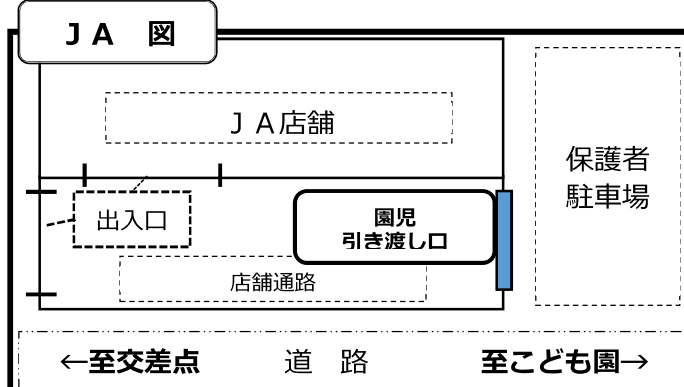 ＪＡ　図
ＪＡ店舗
保護者
駐車場
出入口
園児
引き渡し口
店舗通路
←至交差点　道　路　至こども園→